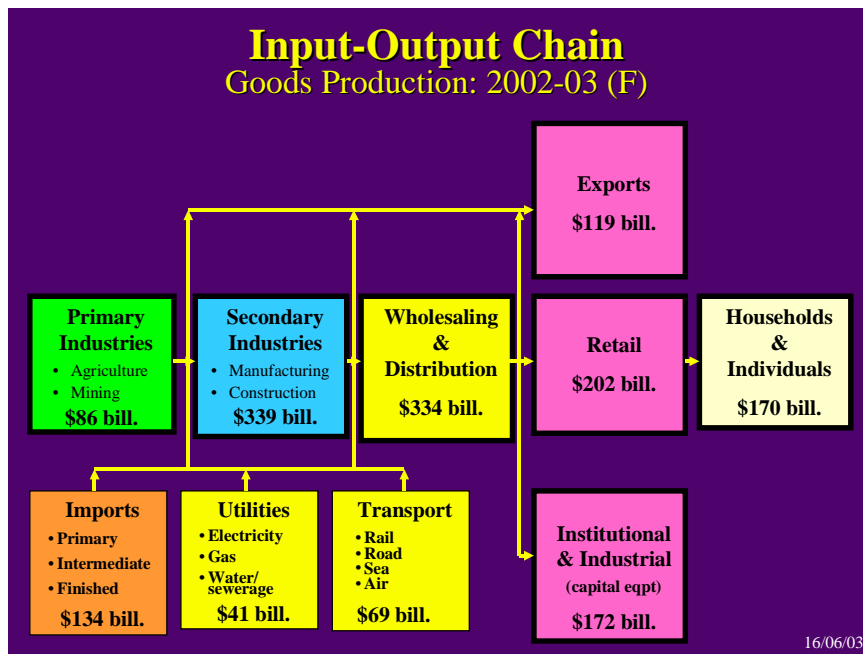 Input-Output Chain
Goods Production: 2002-03 (F)
Exports
$119 bill.
Primary
Industries
• Agriculture
• Mining
$86 bill.
Secondary
Industries
• Manufacturing
• Construction
$339 bill.
Wholesaling
&
Distribution
$334 bill.
Retail
$202 bill.
Households
&
Individuals
$170 bill.
Imports
• Primary
• Intermediate
• Finished
$134 bill.
Utilities
• Electricity
• Gas
• Water/
sewerage
$41 bill.
Transport
• Rail
• Road
• Sea
• Air
$69 bill.
Institutional
& Industrial
(capital eqpt)
$172 bill.
16/06/03